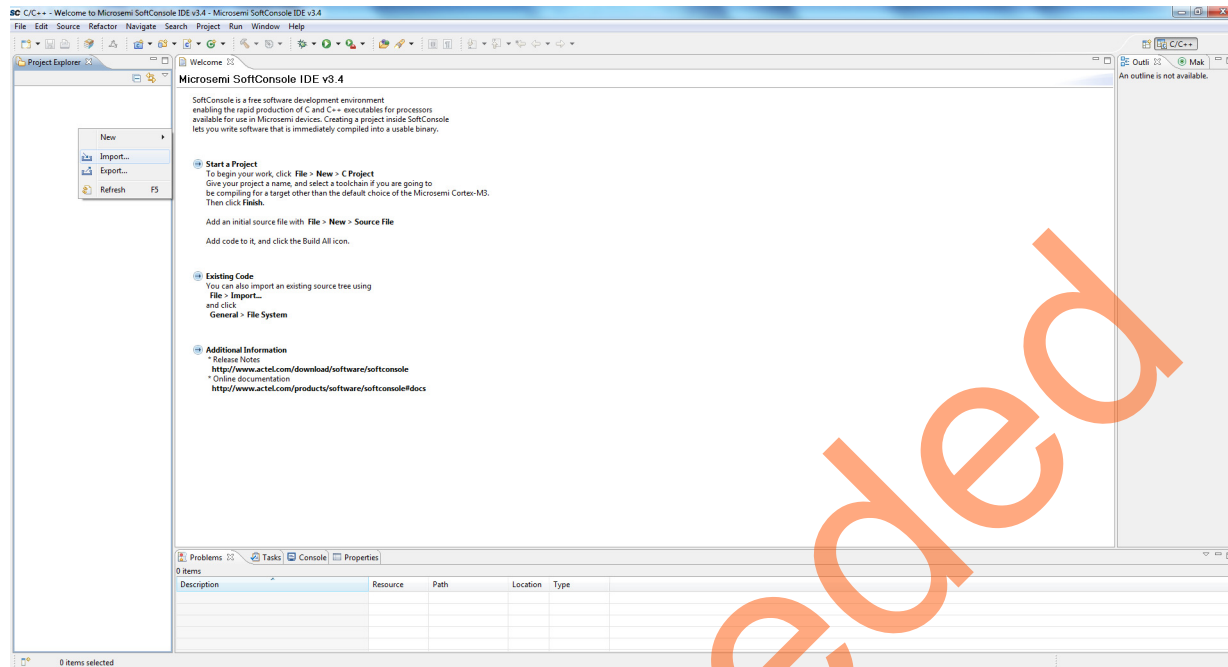 SC C/C++ - Welcome to Microsemi SoftConsole IDE v3.4 - Microsemi SoftConsole IDE v3.4
File Edit Source Refactor Navigate Search Project Run Window Help
C/C++
Project Explorer
Welcome
Outli
Mak
Microsemi SoftConsole IDE v3.4
An outline is not available.
SoftConsole is a free software development environment
enabling the rapid production of C and C++ executables for processors
available for use in Microsemi devices. Creating a project inside SoftConsole
lets you write software that is immediately compiled into a usable binary.
New
Import...
Export...
Refresh F5
Start a Project
To begin your work, click File > New > C Project
Give your project a name, and select a toolchain if you are going to
be compiling for a target other than the default choice of the Microsemi Cortex-M3.
Then click Finish.
Add an initial source file with File > New > Source File
Add code to it, and click the Build All icon.
Existing Code
You can also import an existing source tree using
File > Import...
and click
General > File System
Additional Information
* Release Notes
http://www.actel.com/download/software/softconsole
* Online documentation
http://www.actel.com/products/software/softconsole#docs
Problems Tasks Console Properties
0 items
Description Resource Path Location Type
0 items selected
ded